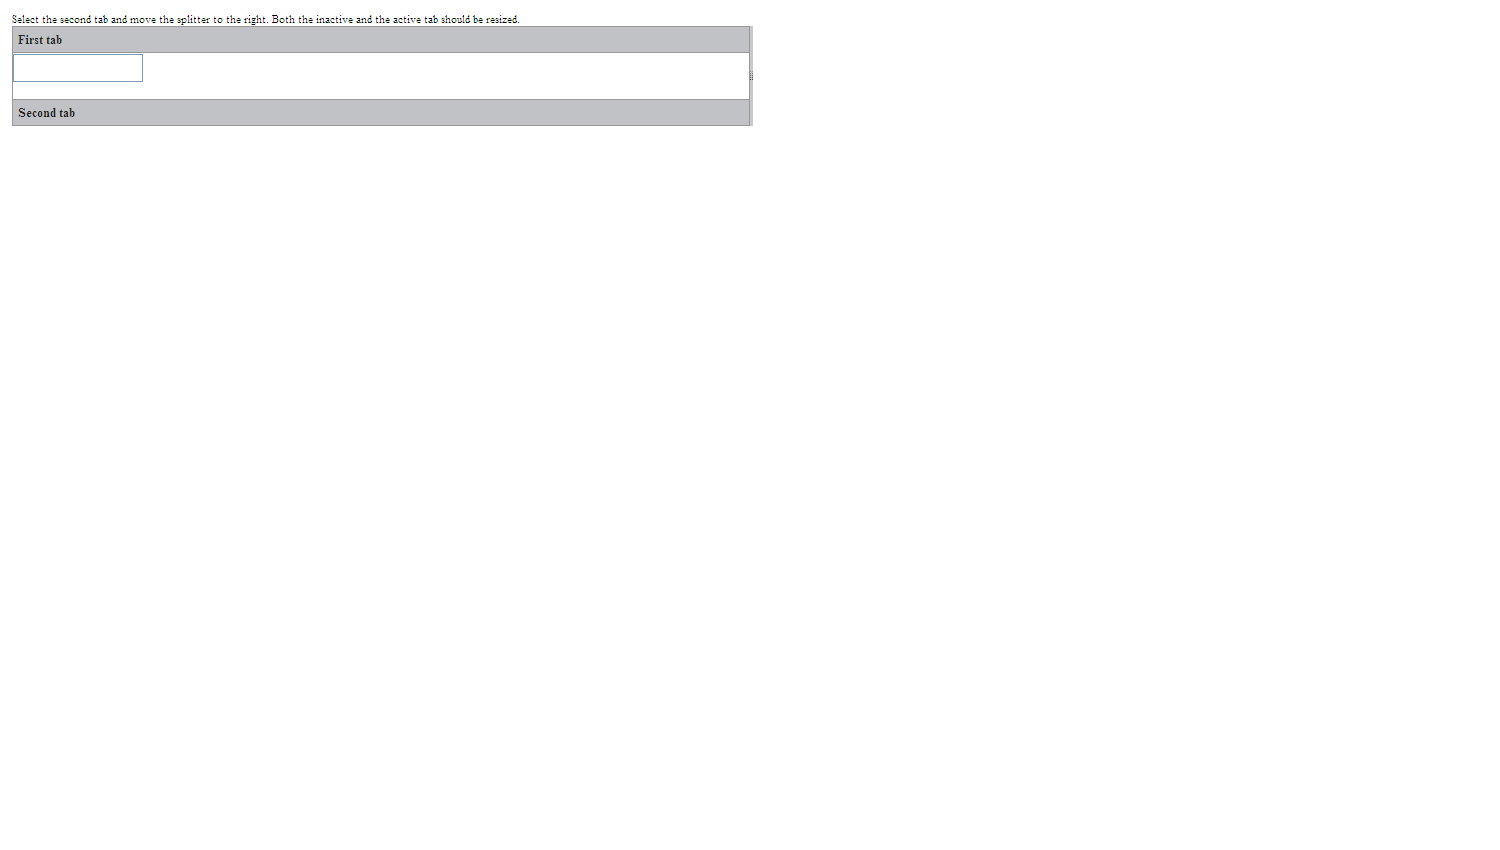 Select the second tab and move the splitter to the right. Both the inactive and the active tab should be resized.
First tab
Second tab